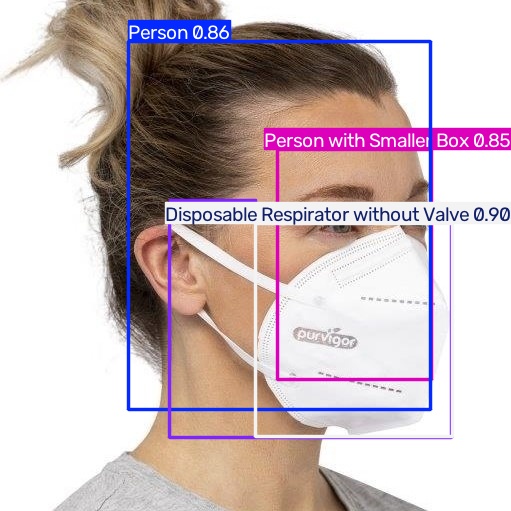 Person 0.86
Person with Smaller Box 0.85
Disposable Respirator without Valve 0.90
purvigor